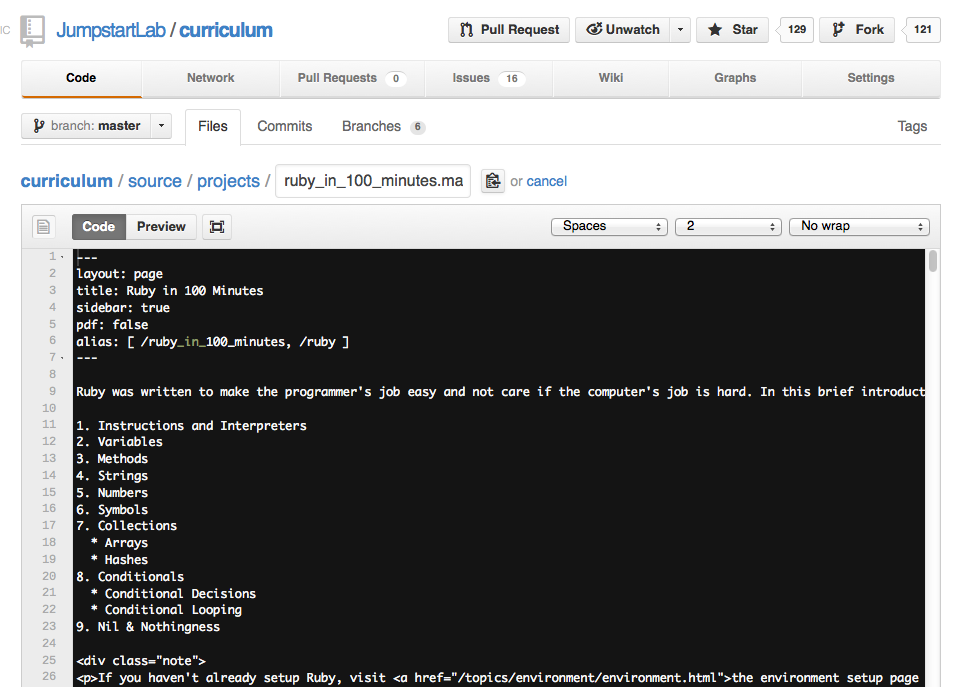 IC JumpstartLab / curriculum Pull Request Unwatch Star 129 Fork 121
Code Network Pull Requests 0 Issues 16 Wiki Graphs Settings
branch: master Files Commits Branches 6 Tags
curriculum / source / projects / ruby_in_100_minutes.ma or cancel
Code Preview Spaces 2 No wrap
1 ---
2 layout: page
3 title: Ruby in 100 Minutes
4 sidebar: true
5 pdf: false
6 alias: [ /ruby_in_100_minutes, /ruby ]
7 ---
8
9 Ruby was written to make the programmer's job easy and not care if the computer's job is hard. In this brief introduct
10
11 1. Instructions and Interpreters
12 2. Variables
13 3. Methods
14 4. Strings
15 5. Numbers
16 6. Symbols
17 7. Collections
18 * Arrays
19 * Hashes
20 8. Conditionals
21 * Conditional Decisions
22 * Conditional Looping
23 9. Nil & Nothingness
24
25 <div class="note">
26 <p>If you haven't already setup Ruby, visit <a href="/topics/environment/environment.html">the environment setup page